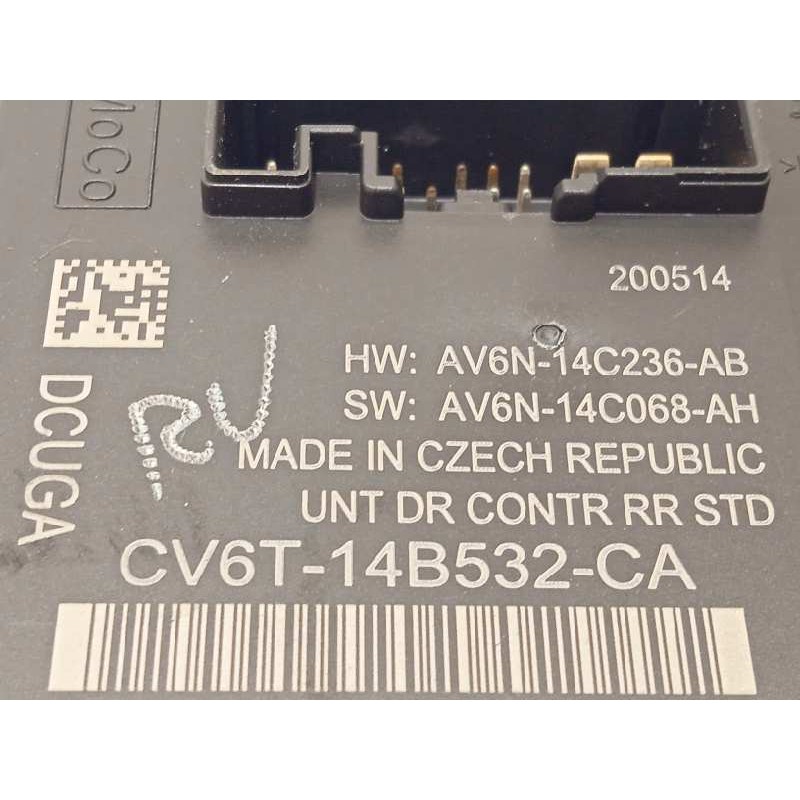 MoCo
200514
HW: AV6N-14C236-AB
SW: AV6N-14C068-AH
MADE IN CZECH REPUBLIC
UNT DR CONTR RR STD
DCUGA
CV6T-14B532-CA